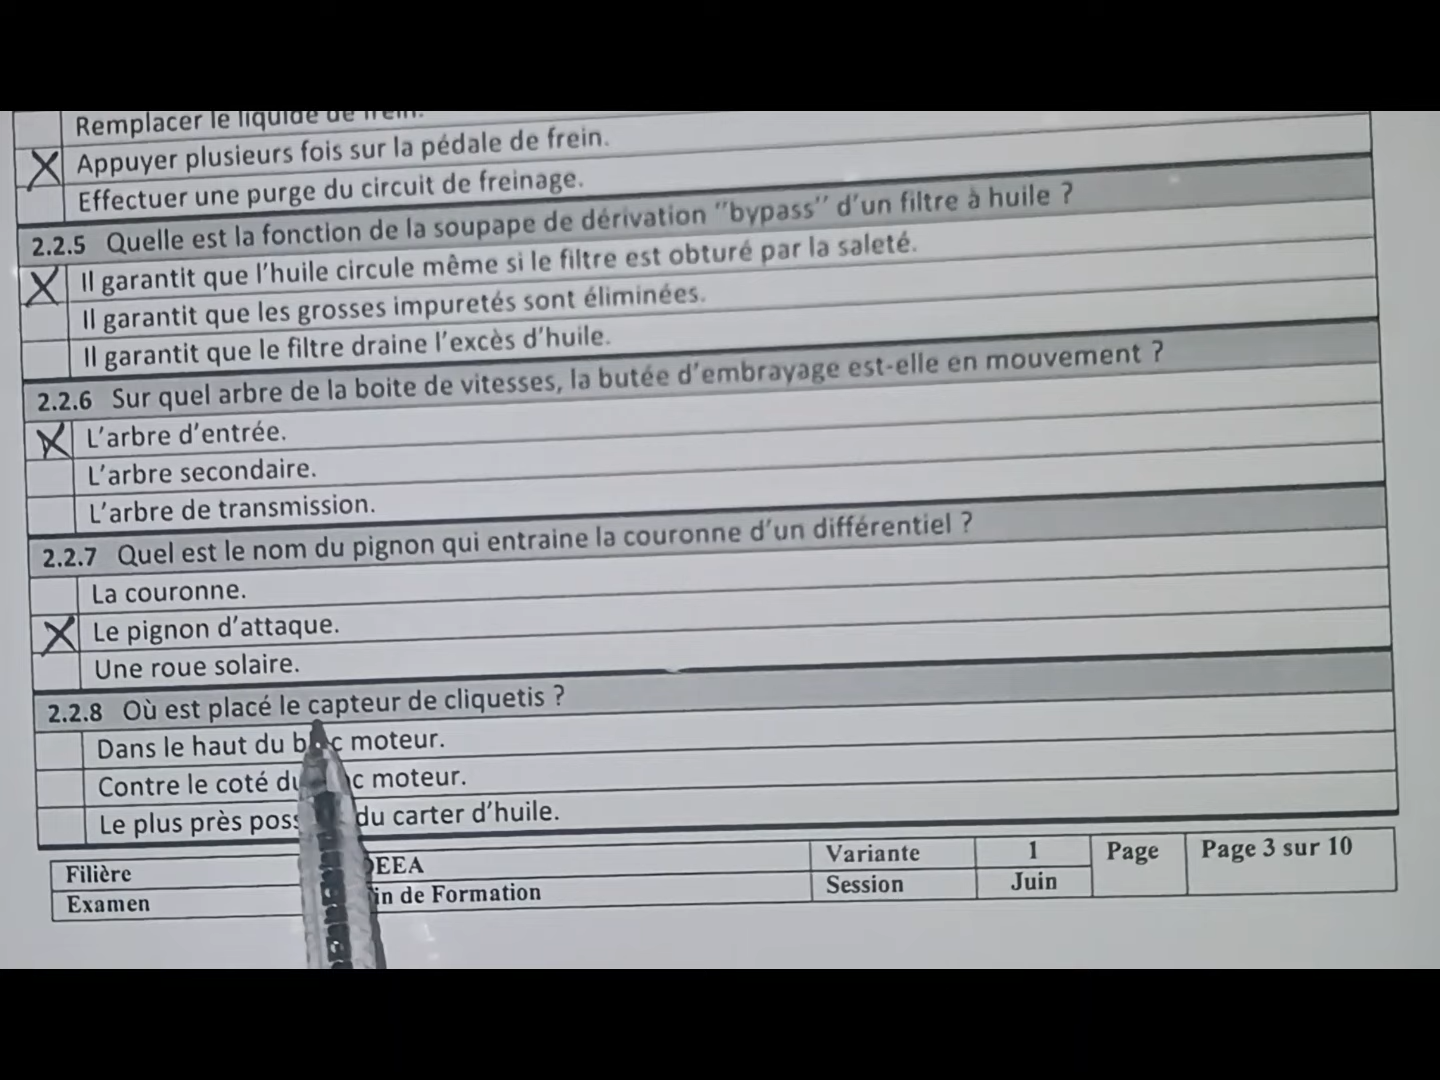 Remplacer le liquide de frein.
X Appuyer plusieurs fois sur la pédale de frein.
Effectuer une purge du circuit de freinage.
2.2.5 Quelle est la fonction de la soupape de dérivation "bypass" d'un filtre à huile ?
X Il garantit que l'huile circule même si le filtre est obturé par la saleté.
Il garantit que les grosses impuretés sont éliminées.
Il garantit que le filtre draine l'excès d'huile.
2.2.6 Sur quel arbre de la boite de vitesses, la butée d'embrayage est-elle en mouvement ?
X L'arbre d'entrée.
L'arbre secondaire.
L'arbre de transmission.
2.2.7 Quel est le nom du pignon qui entraine la couronne d'un différentiel ?
La couronne.
X Le pignon d'attaque.
Une roue solaire.
2.2.8 Où est placé le capteur de cliquetis ?
Dans le haut du moteur.
Contre le coté moteur.
Le plus près du carter d'huile.
Filière EEA Variante 1 Page Page 3 sur 10
Examen de Formation Session Juin